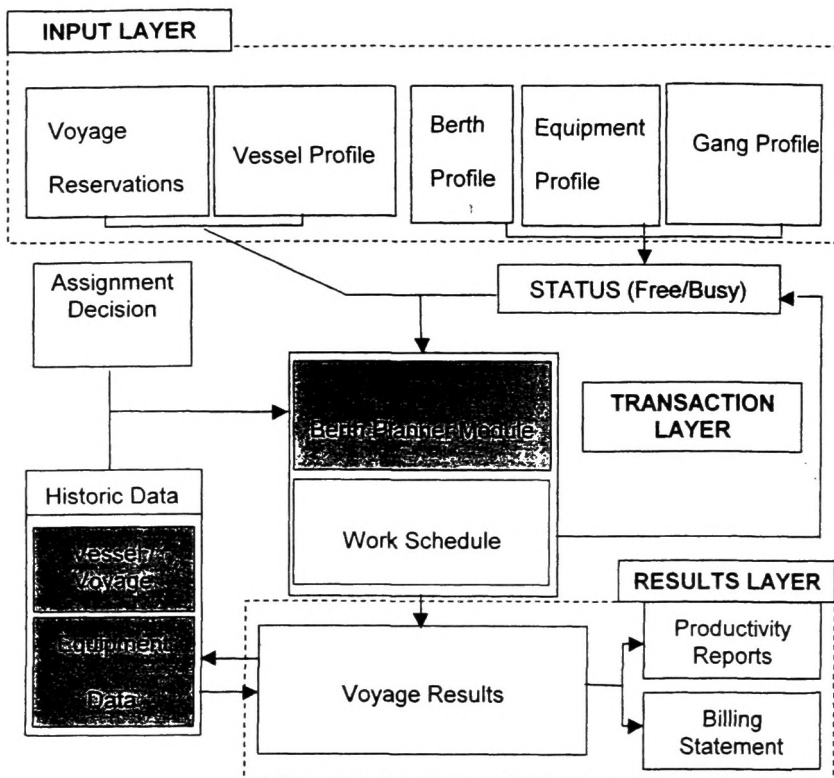 INPUT LAYER
Voyage
Reservations
Vessel Profile
Berth
Profile
Equipment
Profile
Gang Profile
Assignment
Decision
STATUS (Free/Busy)
Berth Planner Module
TRANSACTION
LAYER
Historic Data
Vessel/
Voyage
Equipment
Data
Work Schedule
RESULTS LAYER
Voyage Results
Productivity
Reports
Billing
Statement